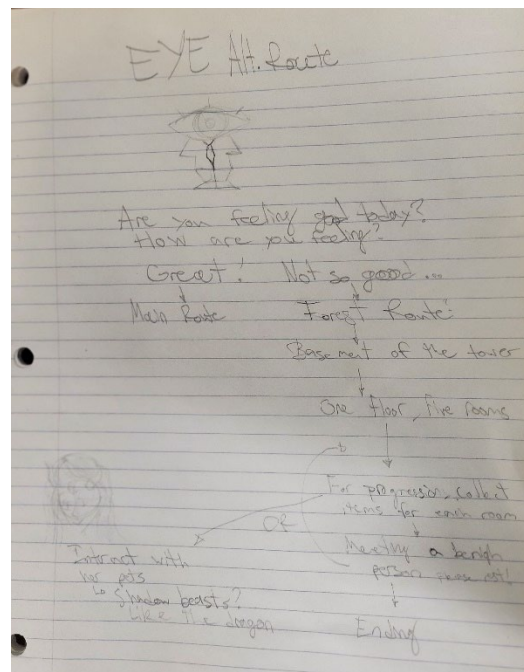 EYE Alt. Route
Are you feeling good today?
How are you feeling?
Great! Not so good...
Main Route Forest Route:
Basement of the tower
One floor, five rooms
For progression, collect
items for each room
OR
Meeting a benign
person
Interact with
her pets
↳ Shadow beasts?
Like the dragon
Ending